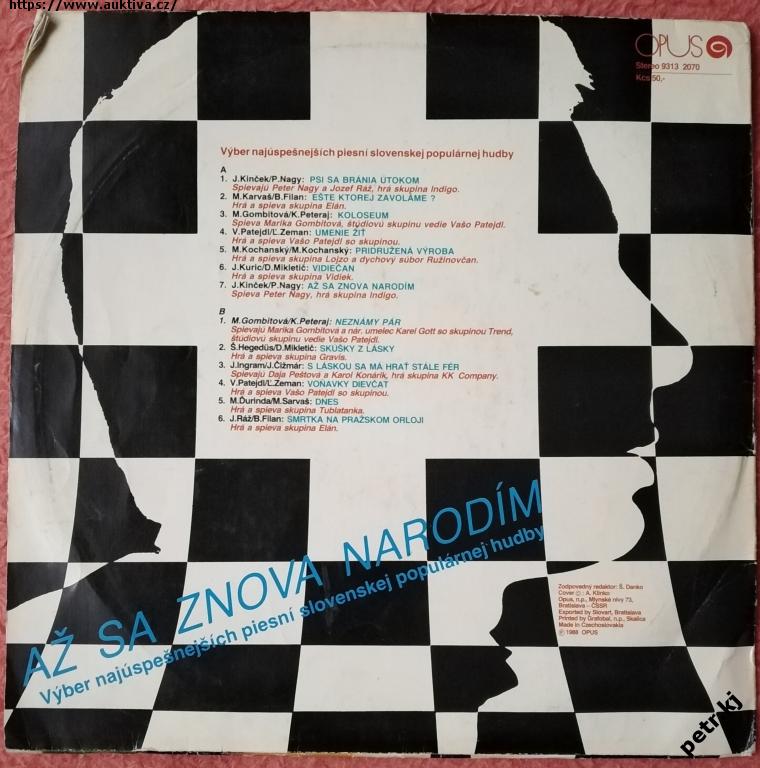 https://www.auktiva.cz/
OPUS
Stereo 9313 2070
Kčs 50,-
Výber najúspešnejších piesní slovenskej populárnej hudby
A
1. J.Kinček/P.Nagy: PSI SA BRÁNIA ÚTOKOM
Spievajú Peter Nagy a Jozef Ráž, hrá skupina Indigo.
2. M.Karvaš/B.Filan: EŠTE KTOREJ ZAVOLÁME ?
Hrá a spieva skupina Elán.
3. M.Gombitová/K.Peteraj: KOLOSEUM
Spieva Marika Gombitová, štúdiovú skupinu vedie Vašo Patejdl.
4. V.Patejdl/Ľ.Zeman: UMENIE ŽIŤ
Hrá a spieva Vašo Patejdl so skupinou.
5. M.Kochanský/M.Kochanský: PRIDRUŽENÁ VÝROBA
Hrá a spieva skupina Lojzo a dychový súbor Ružinovčan.
6. J.Kuric/D.Mikletič: VIDIEČAN
Hrá a spieva skupina Vidiek.
7. J.Kinček/P.Nagy: AŽ SA ZNOVA NARODÍM
Spieva Peter Nagy, hrá skupina Indigo.
B
1. M.Gombitová/K.Peteraj: NEZNÁMY PÁR
Spievajú Marika Gombitová a nár. umelec Karel Gott so skupinou Trend,
štúdiovú skupinu vedie Vašo Patejdl.
2. Š.Hegedüs/D.Mikletič: SKÚŠKY Z LÁSKY
Hrá a spieva skupina Gravis.
3. J.Ingram/J.Čižmár: S LÁSKOU SA MÁ HRAŤ STÁLE FÉR
Spievajú Daja Peštová a Karol Konárik, hrá skupina KK Company.
4. V.Patejdl/Ľ.Zeman: VOŇAVKY DIEVČAT
Hrá a spieva Vašo Patejdl so skupinou.
5. M.Ďurinda/M.Sarvaš: DNES
Hrá a spieva skupina Tublatanka.
6. J.Ráž/B.Filan: SMRTKA NA PRAŽSKOM ORLOJI
Hrá a spieva skupina Elán.
AŽ SA ZNOVA NARODÍM
Výber najúspešnejších piesní slovenskej populárnej hudby
Zodpovedný redaktor: Š. Danko
Cover ©: A. Klinko
Opus, n.p., Mlynské nivy 73,
Bratislava – ČSSR
Exported by Slovart, Bratislava
Printed by Grafobal, n.p., Skalica
Made in Czechoslovakia
℗ 1988 OPUS
petr.kj